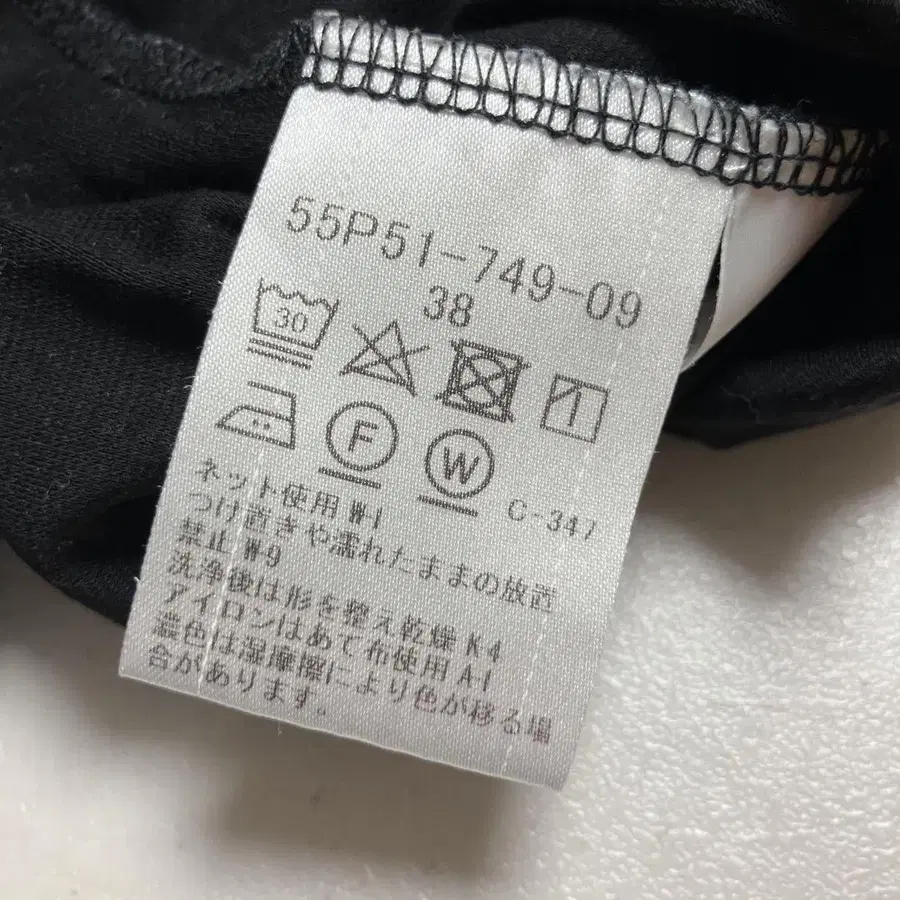 55P51-749-09
38
30
F
W
C-347
ネット使用 W-1
つけ置きや濡れたままの放置
禁止 W-9
洗浄後は形を整え乾燥 K4
アイロンはあて布使用 A-1
濃色は湿摩擦により色が移る場
合があります。